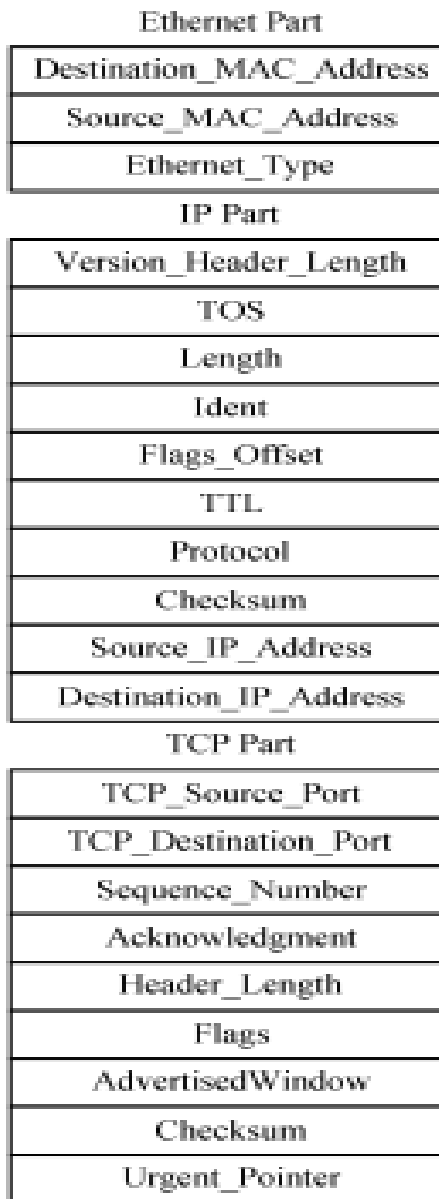 Ethernet Part
Destination_MAC_Address
Source_MAC_Address
Ethernet_Type
IP Part
Version_Header_Length
TOS
Length
Ident
Flags_Offset
TTL
Protocol
Checksum
Source_IP_Address
Destination_IP_Address
TCP Part
TCP_Source_Port
TCP_Destination_Port
Sequence_Number
Acknowledgment
Header_Length
Flags
AdvertisedWindow
Checksum
Urgent_Pointer